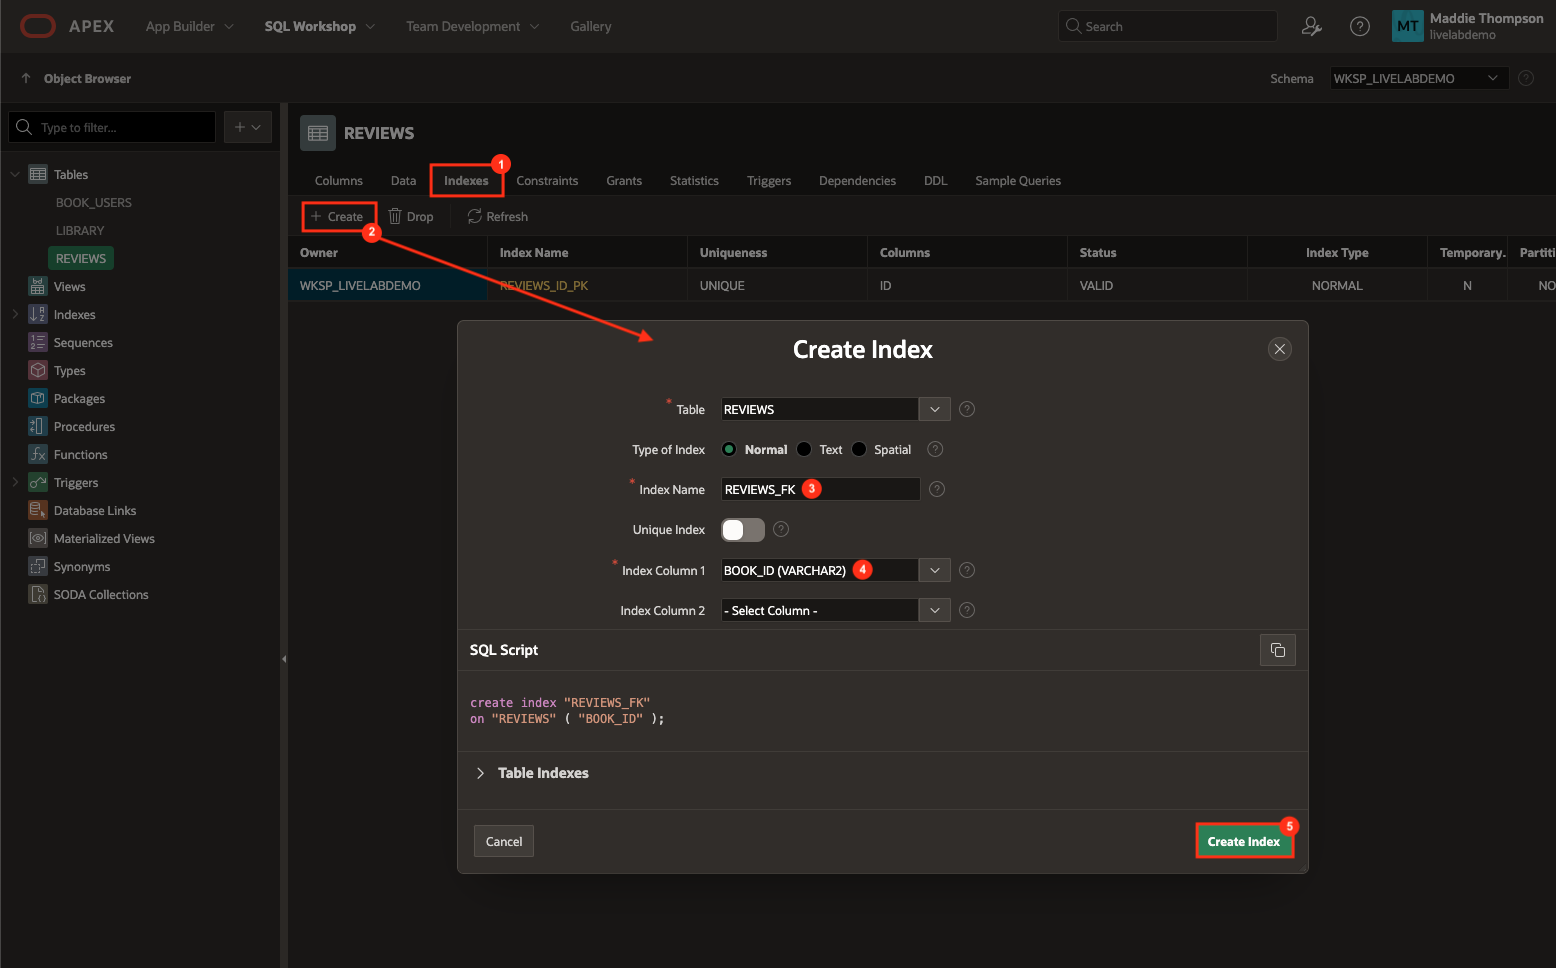 APEX App Builder SQL Workshop Team Development Gallery Search MT Maddie Thompson
livelabdemo
Object Browser Schema WKSP_LIVELABDEMO
Type to filter...
REVIEWS
Tables
BOOK_USERS
LIBRARY
REVIEWS
Views
Indexes
Sequences
Types
Packages
Procedures
Functions
Triggers
Database Links
Materialized Views
Synonyms
SODA Collections
Columns Data Indexes 1 Constraints Grants Statistics Triggers Dependencies DDL Sample Queries
+ Create 2 Drop Refresh
Owner Index Name Uniqueness Columns Status Index Type Temporary. Partiti
WKSP_LIVELABDEMO REVIEWS_ID_PK UNIQUE ID VALID NORMAL N NO
Create Index
* Table REVIEWS ?
Type of Index Normal Text Spatial ?
* Index Name REVIEWS_FK 3 ?
Unique Index ?
* Index Column 1 BOOK_ID (VARCHAR2) 4 ?
Index Column 2 - Select Column - ?
SQL Script
create index "REVIEWS_FK"
on "REVIEWS" ( "BOOK_ID" );
Table Indexes
Cancel Create Index 5